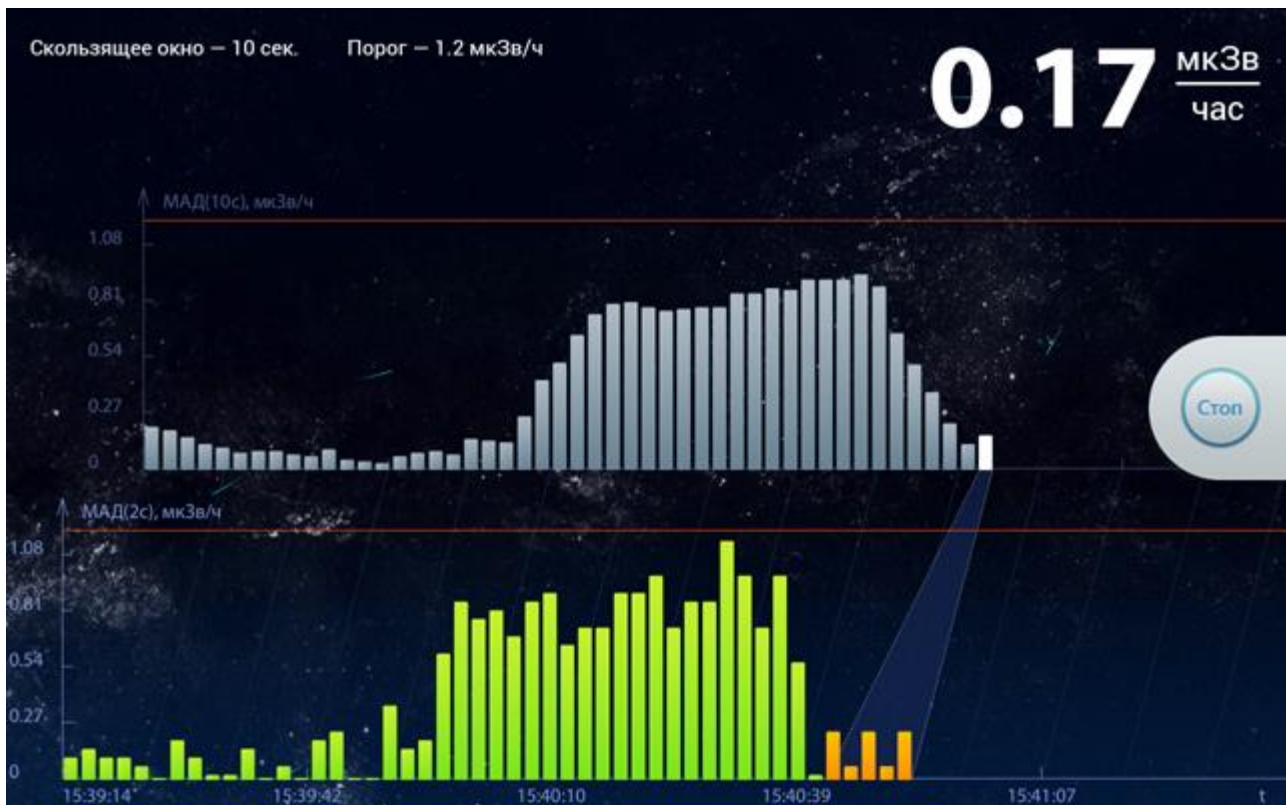 Скользящее окно — 10 сек. Порог — 1.2 мкЗв/ч
0.17 мкЗв
час
МАД(10с), мкЗв/ч
1.08
0.81
0.54
0.27
0
Стоп
МАД(2с), мкЗв/ч
1.08
0.81
0.54
0.27
0
15:39:14 15:39:42 15:40:10 15:40:39 15:41:07 t